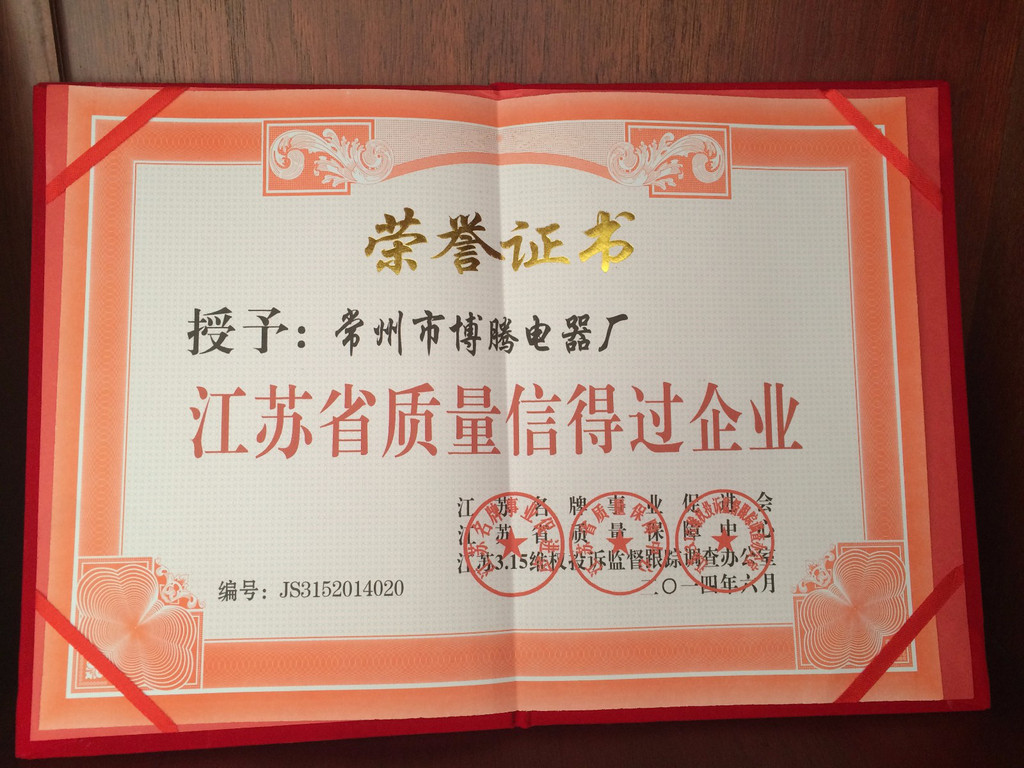 荣誉证书
授予：常州市博腾电器厂
江苏省质量信得过企业
江苏名牌事业促进会
江苏省质量保障中心
江苏3.15维权投诉监督跟踪调查办公室
编号：JS3152014020
二〇一四年六月